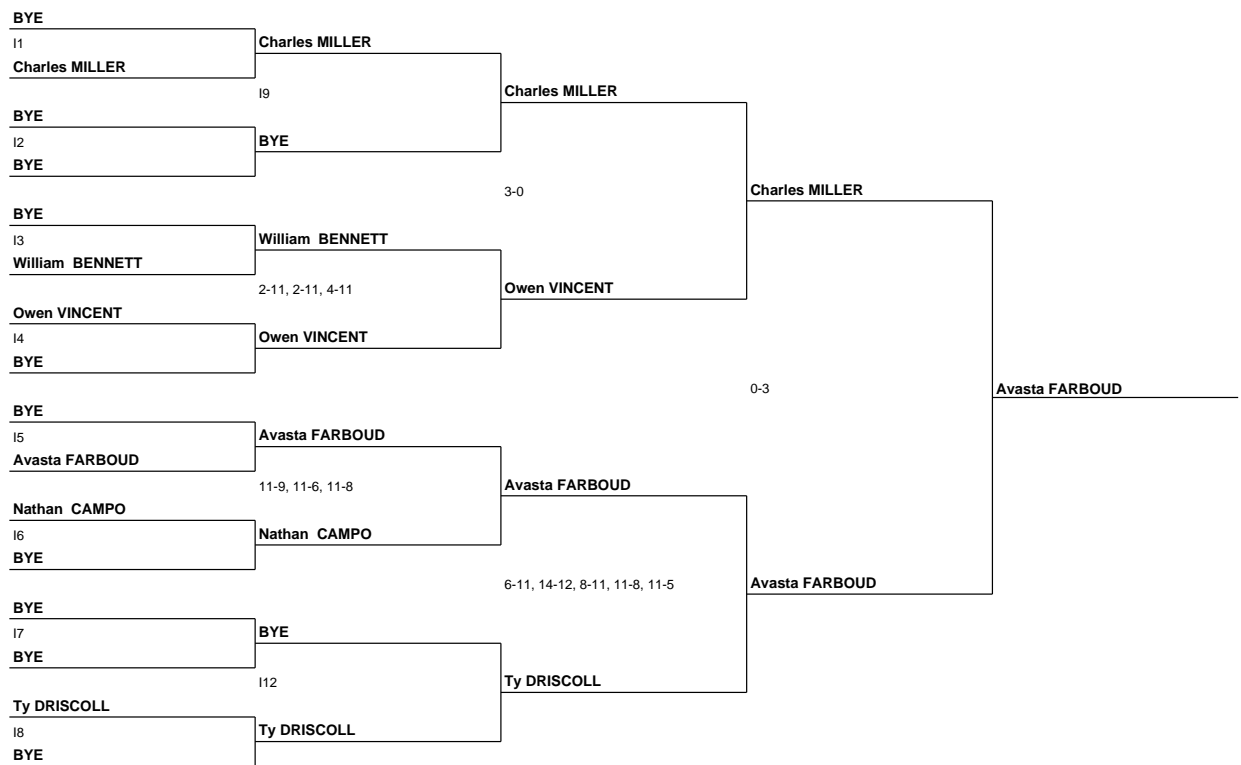 BYE
I1
Charles MILLER
Charles MILLER
I9
Charles MILLER
BYE
I2
BYE
BYE
3-0
Charles MILLER
BYE
I3
William BENNETT
William BENNETT
2-11, 2-11, 4-11
Owen VINCENT
Owen VINCENT
I4
Owen VINCENT
BYE
0-3
Avasta FARBOUD
BYE
I5
Avasta FARBOUD
Avasta FARBOUD
11-9, 11-6, 11-8
Avasta FARBOUD
Nathan CAMPO
I6
Nathan CAMPO
BYE
6-11, 14-12, 8-11, 11-8, 11-5
Avasta FARBOUD
BYE
I7
BYE
BYE
I12
Ty DRISCOLL
Ty DRISCOLL
I8
Ty DRISCOLL
BYE